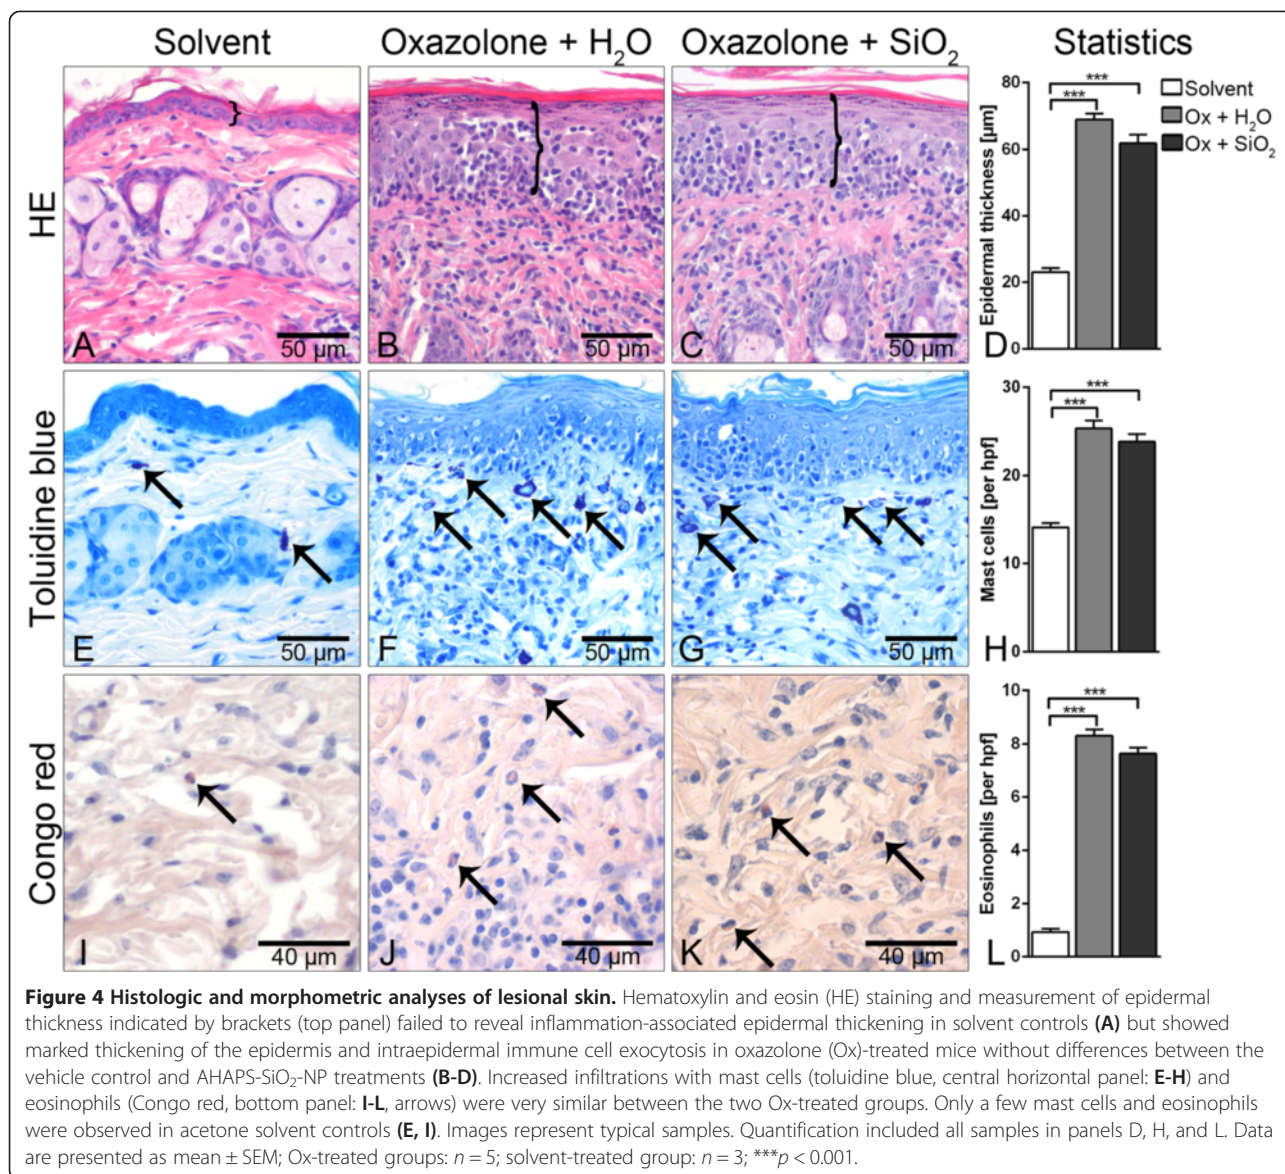 Solvent Oxazolone + H₂O Oxazolone + SiO₂ Statistics
HE
A 50 µm
B 50 µm
C 50 µm
Epidermal thickness [µm]
80
60
40
20
0
***
***
Solvent
Ox + H₂O
Ox + SiO₂
D
Toluidine blue
E 50 µm
F 50 µm
G 50 µm
Mast cells [per hpf]
30
20
10
0
***
***
H
Congo red
I 40 µm
J 40 µm
K 40 µm
Eosinophils [per hpf]
10
8
6
4
2
0
***
***
L
Figure 4 Histologic and morphometric analyses of lesional skin. Hematoxylin and eosin (HE) staining and measurement of epidermal
thickness indicated by brackets (top panel) failed to reveal inflammation-associated epidermal thickening in solvent controls (A) but showed
marked thickening of the epidermis and intraepidermal immune cell exocytosis in oxazolone (Ox)-treated mice without differences between the
vehicle control and AHAPS-SiO₂-NP treatments (B-D). Increased infiltrations with mast cells (toluidine blue, central horizontal panel: E-H) and
eosinophils (Congo red, bottom panel: I-L, arrows) were very similar between the two Ox-treated groups. Only a few mast cells and eosinophils
were observed in acetone solvent controls (E, I). Images represent typical samples. Quantification included all samples in panels D, H, and L. Data
are presented as mean ± SEM; Ox-treated groups: n = 5; solvent-treated group: n = 3; ***p < 0.001.